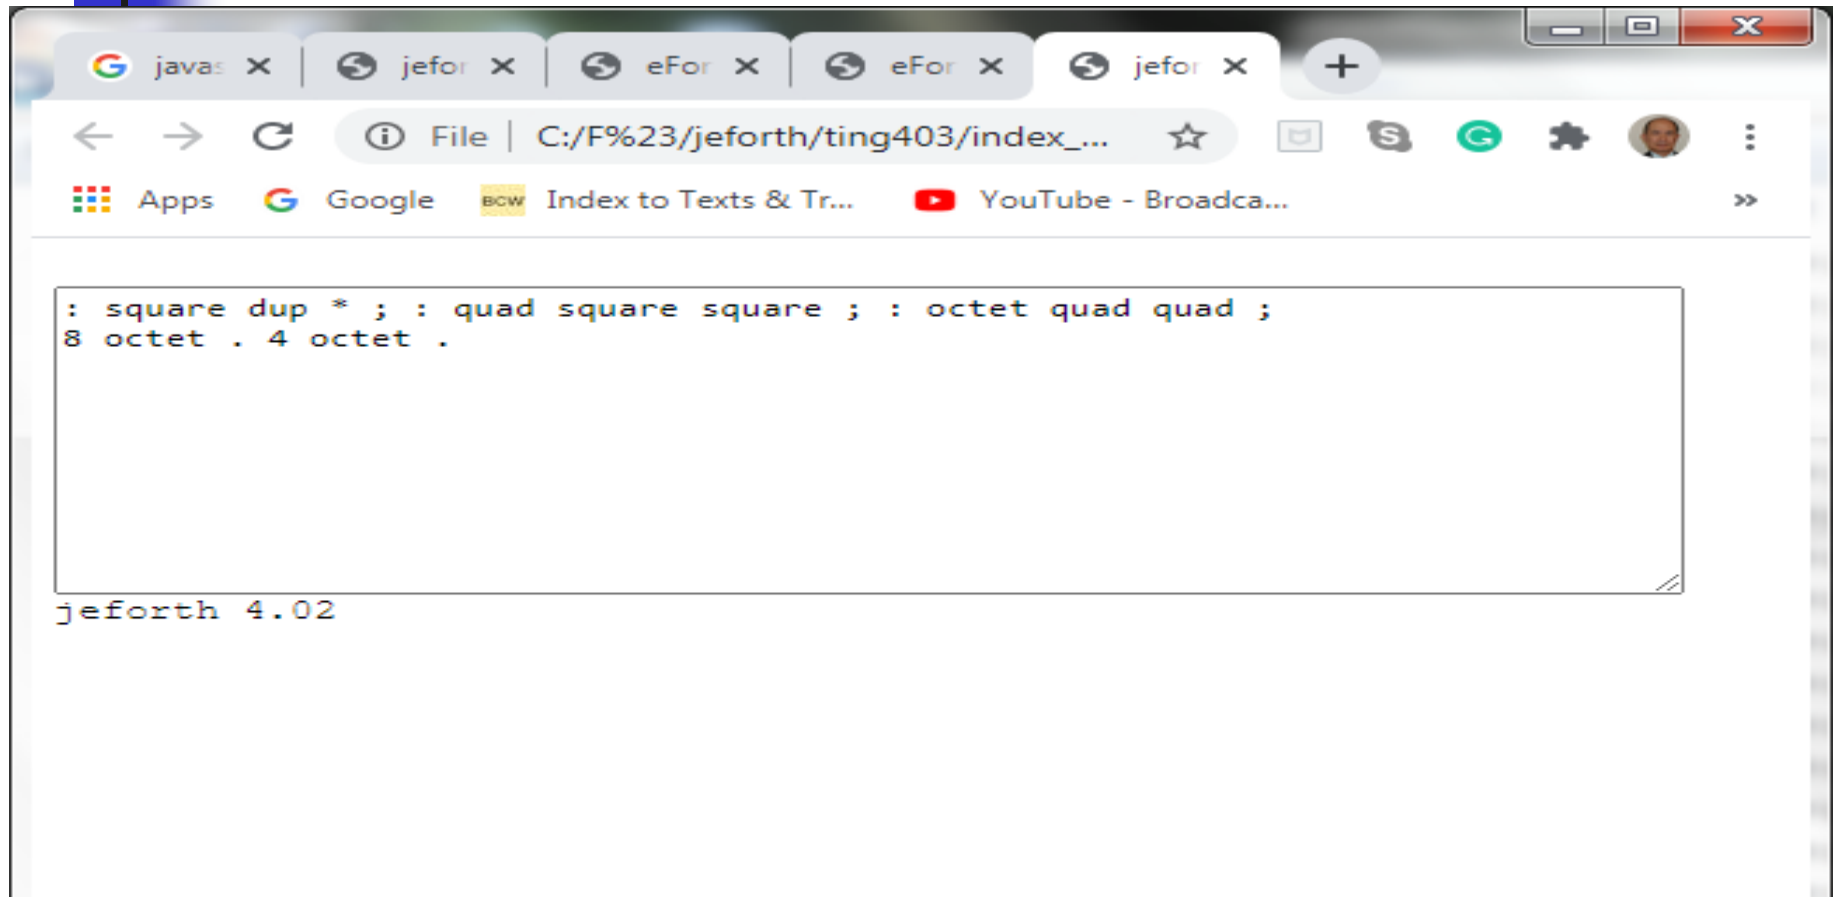 javas
jefor
eFor
eFor
jefor
File | C:/F%23/jeforth/ting403/index_...
Apps Google BCW Index to Texts & Tr... YouTube - Broadca... »
: square dup * ; : quad square square ; : octet quad quad ;
8 octet . 4 octet .
jeforth 4.02